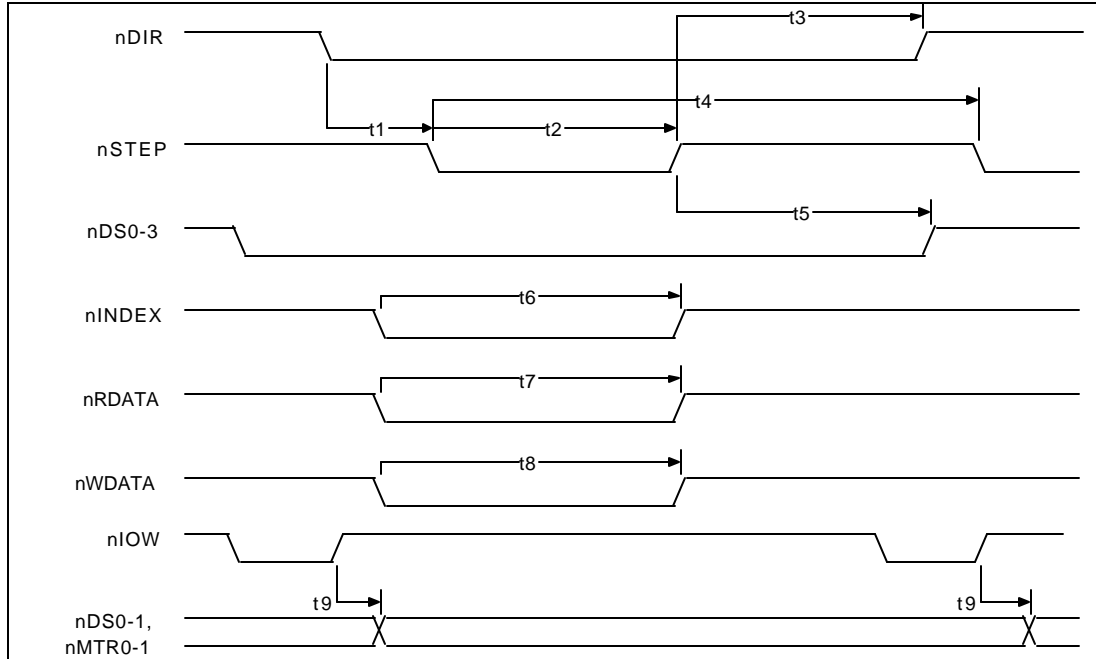 nDIR
t3
t4
nSTEP
t1
t2
nDS0-3
t5
nINDEX
t6
nRDATA
t7
nWDATA
t8
nIOW
t9
t9
nDS0-1,
nMTR0-1